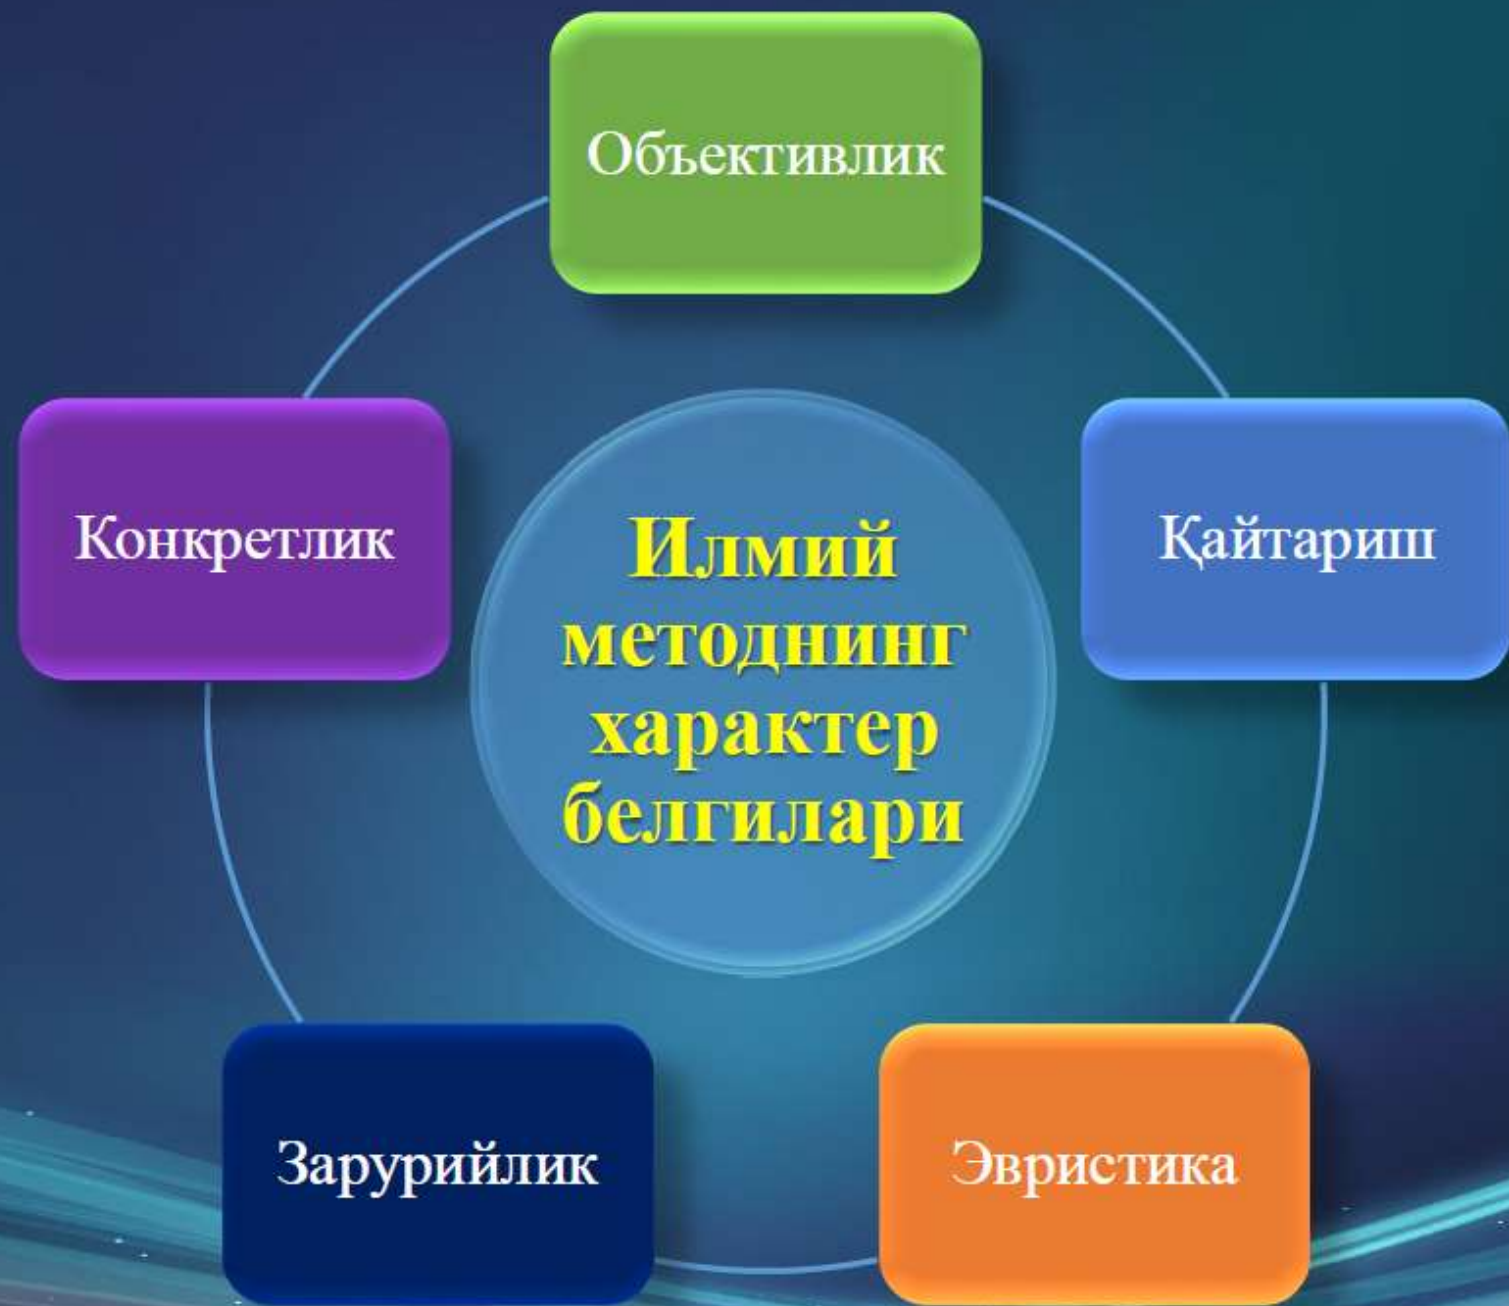 Объективлик
Конкретлик
Қайтариш
Илмий
методнинг
характер
белгилари
Зарурийлик
Эвристика